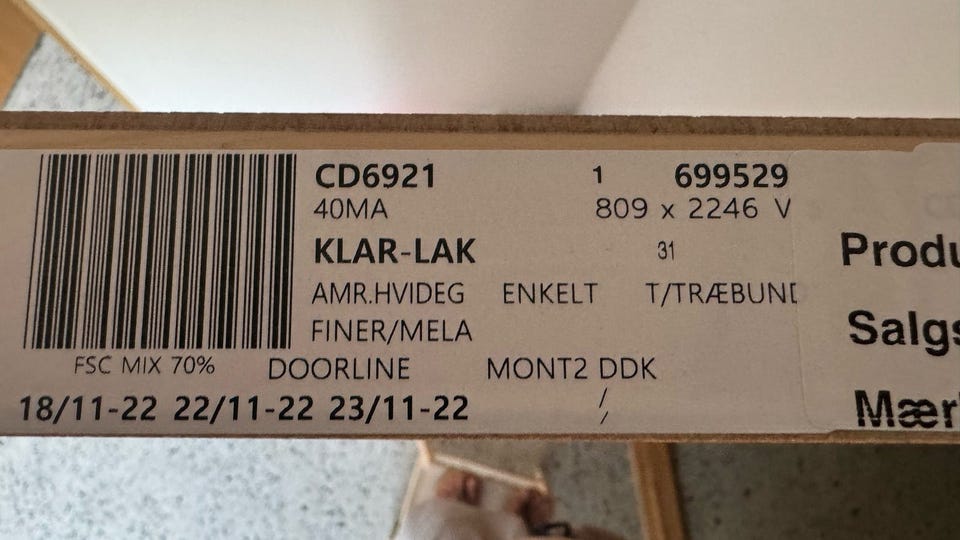 CD6921 1 699529
40MA 809 x 2246 V
KLAR-LAK 31
AMR.HVIDEG ENKELT T/TRÆBUND
FINER/MELA
FSC MIX 70% DOORLINE MONT2 DDK
18/11-22 22/11-22 23/11-22 /
/
Produ
Salgs
Mær